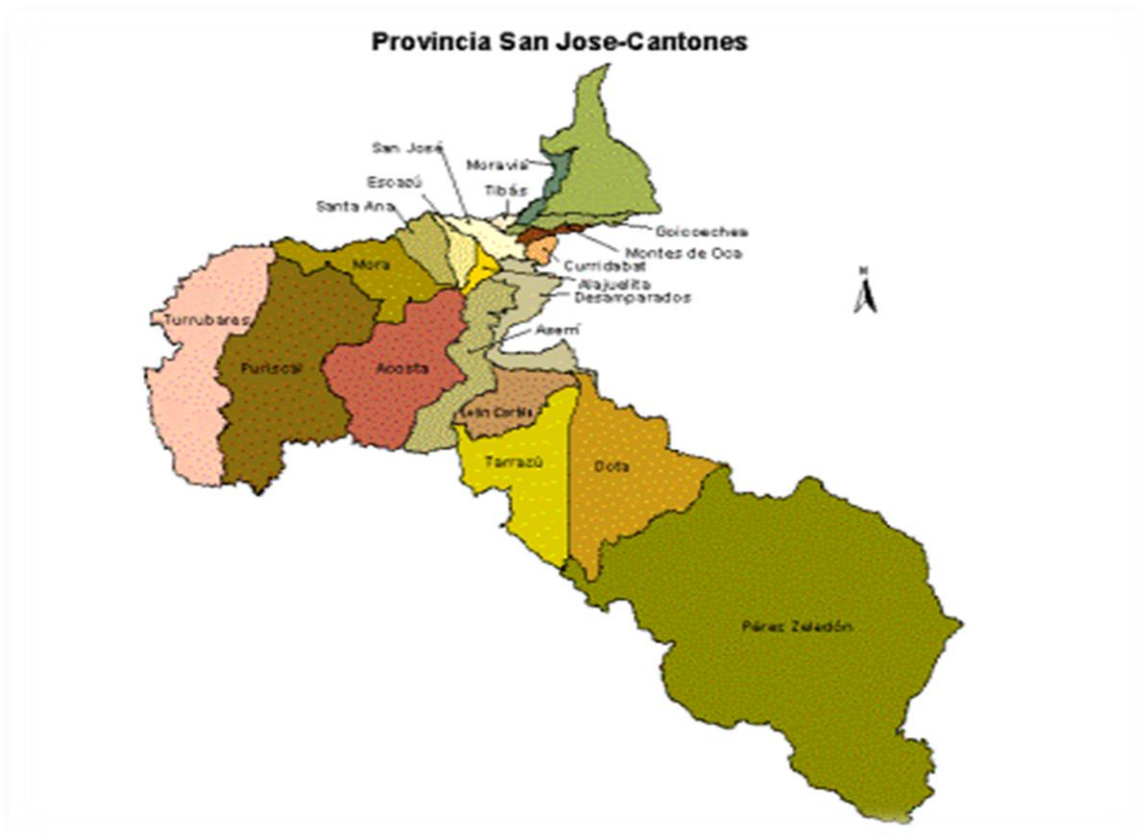 Provincia San Jose-Cantones
San José
Moravia
Escazú
Tibás
Santa Ana
Goicoechea
Montes de Oca
Mora
Curridabat
Alajuelita
Desamparados
Turrubares
Aserrí
Puriscal
Acosta
León Cortés
Tarrazú
Dota
Pérez Zeledón
N